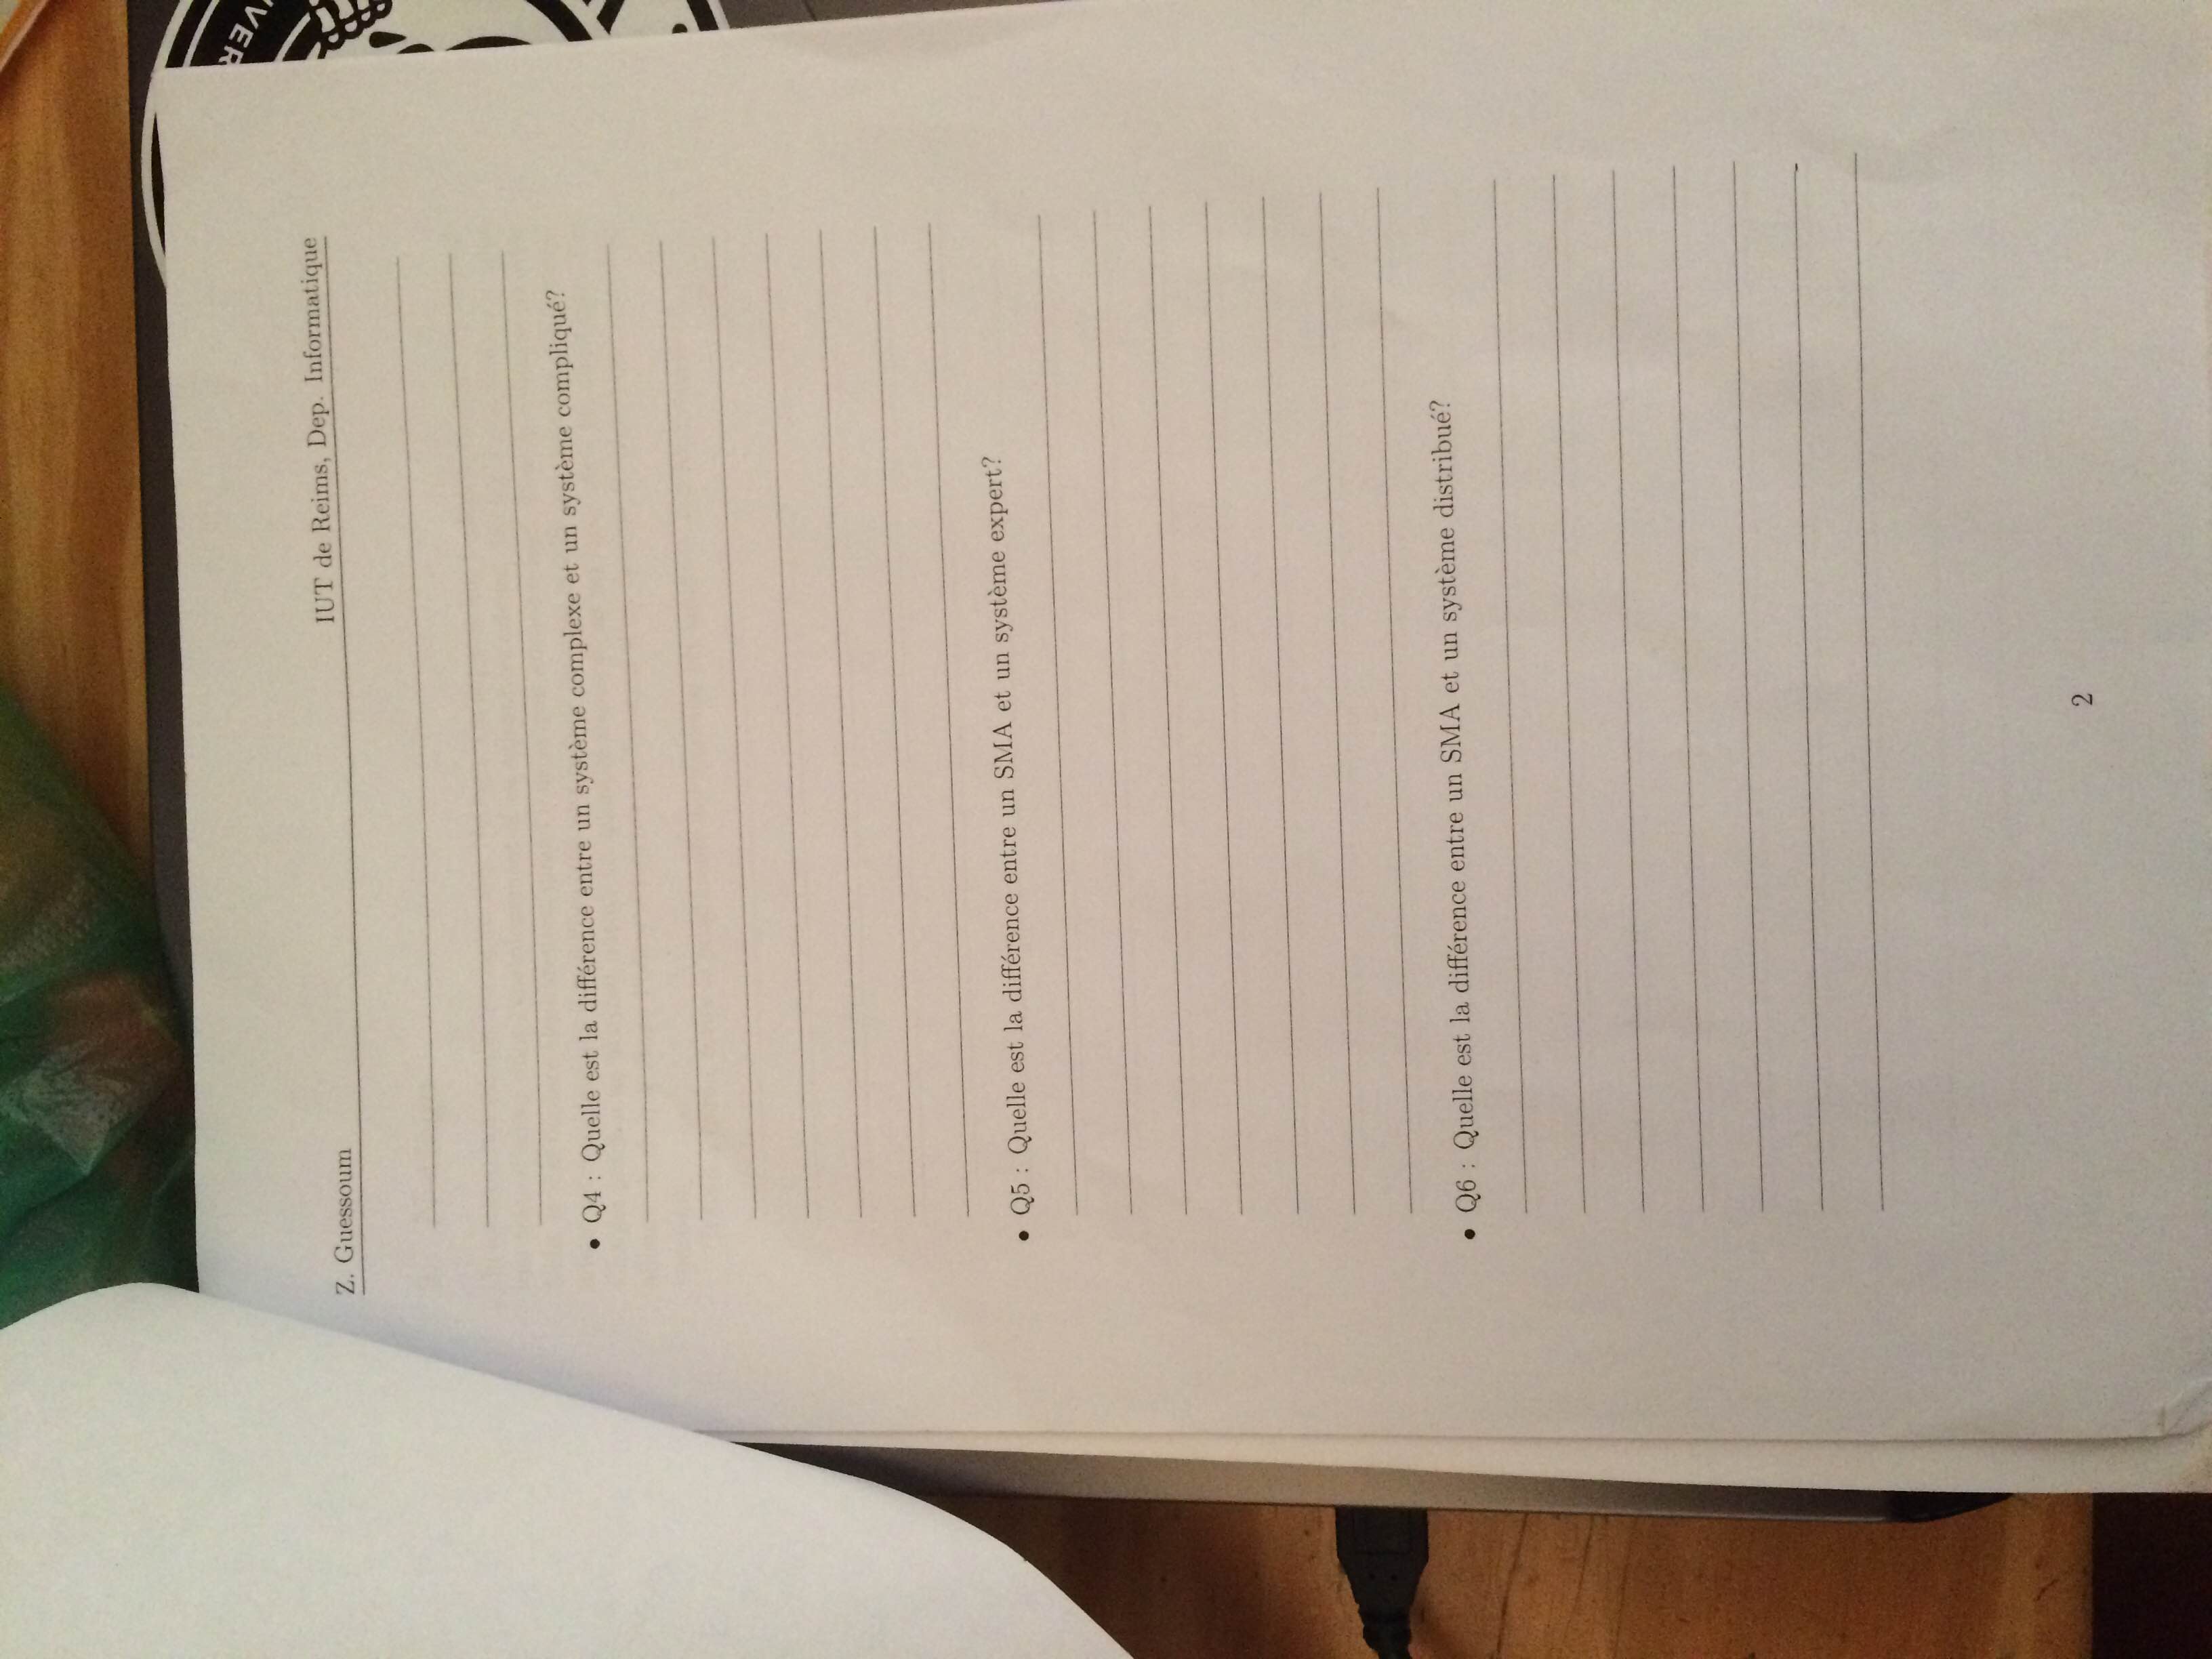 Z. Guessoum IUT de Reims, Dep. Informatique
• Q4 : Quelle est la différence entre un système complexe et un système compliqué?
• Q5 : Quelle est la différence entre un SMA et un système expert?
• Q6 : Quelle est la différence entre un SMA et un système distribué?
2
VER